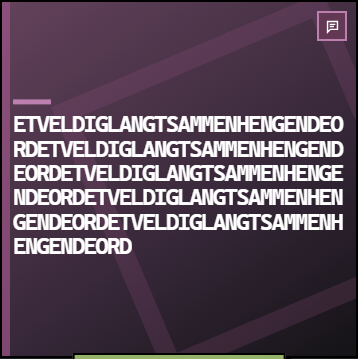 ETVELDIGLANGTSAMMENHENGENDEO
RDETVELDIGLANGTSAMMENHENGEND
EORDETVELDIGLANGTSAMMENHENGE
NDEORDETVELDIGLANGTSAMMENHEN
GENDEORDETVELDIGLANGTSAMMENH
ENGENDEORD